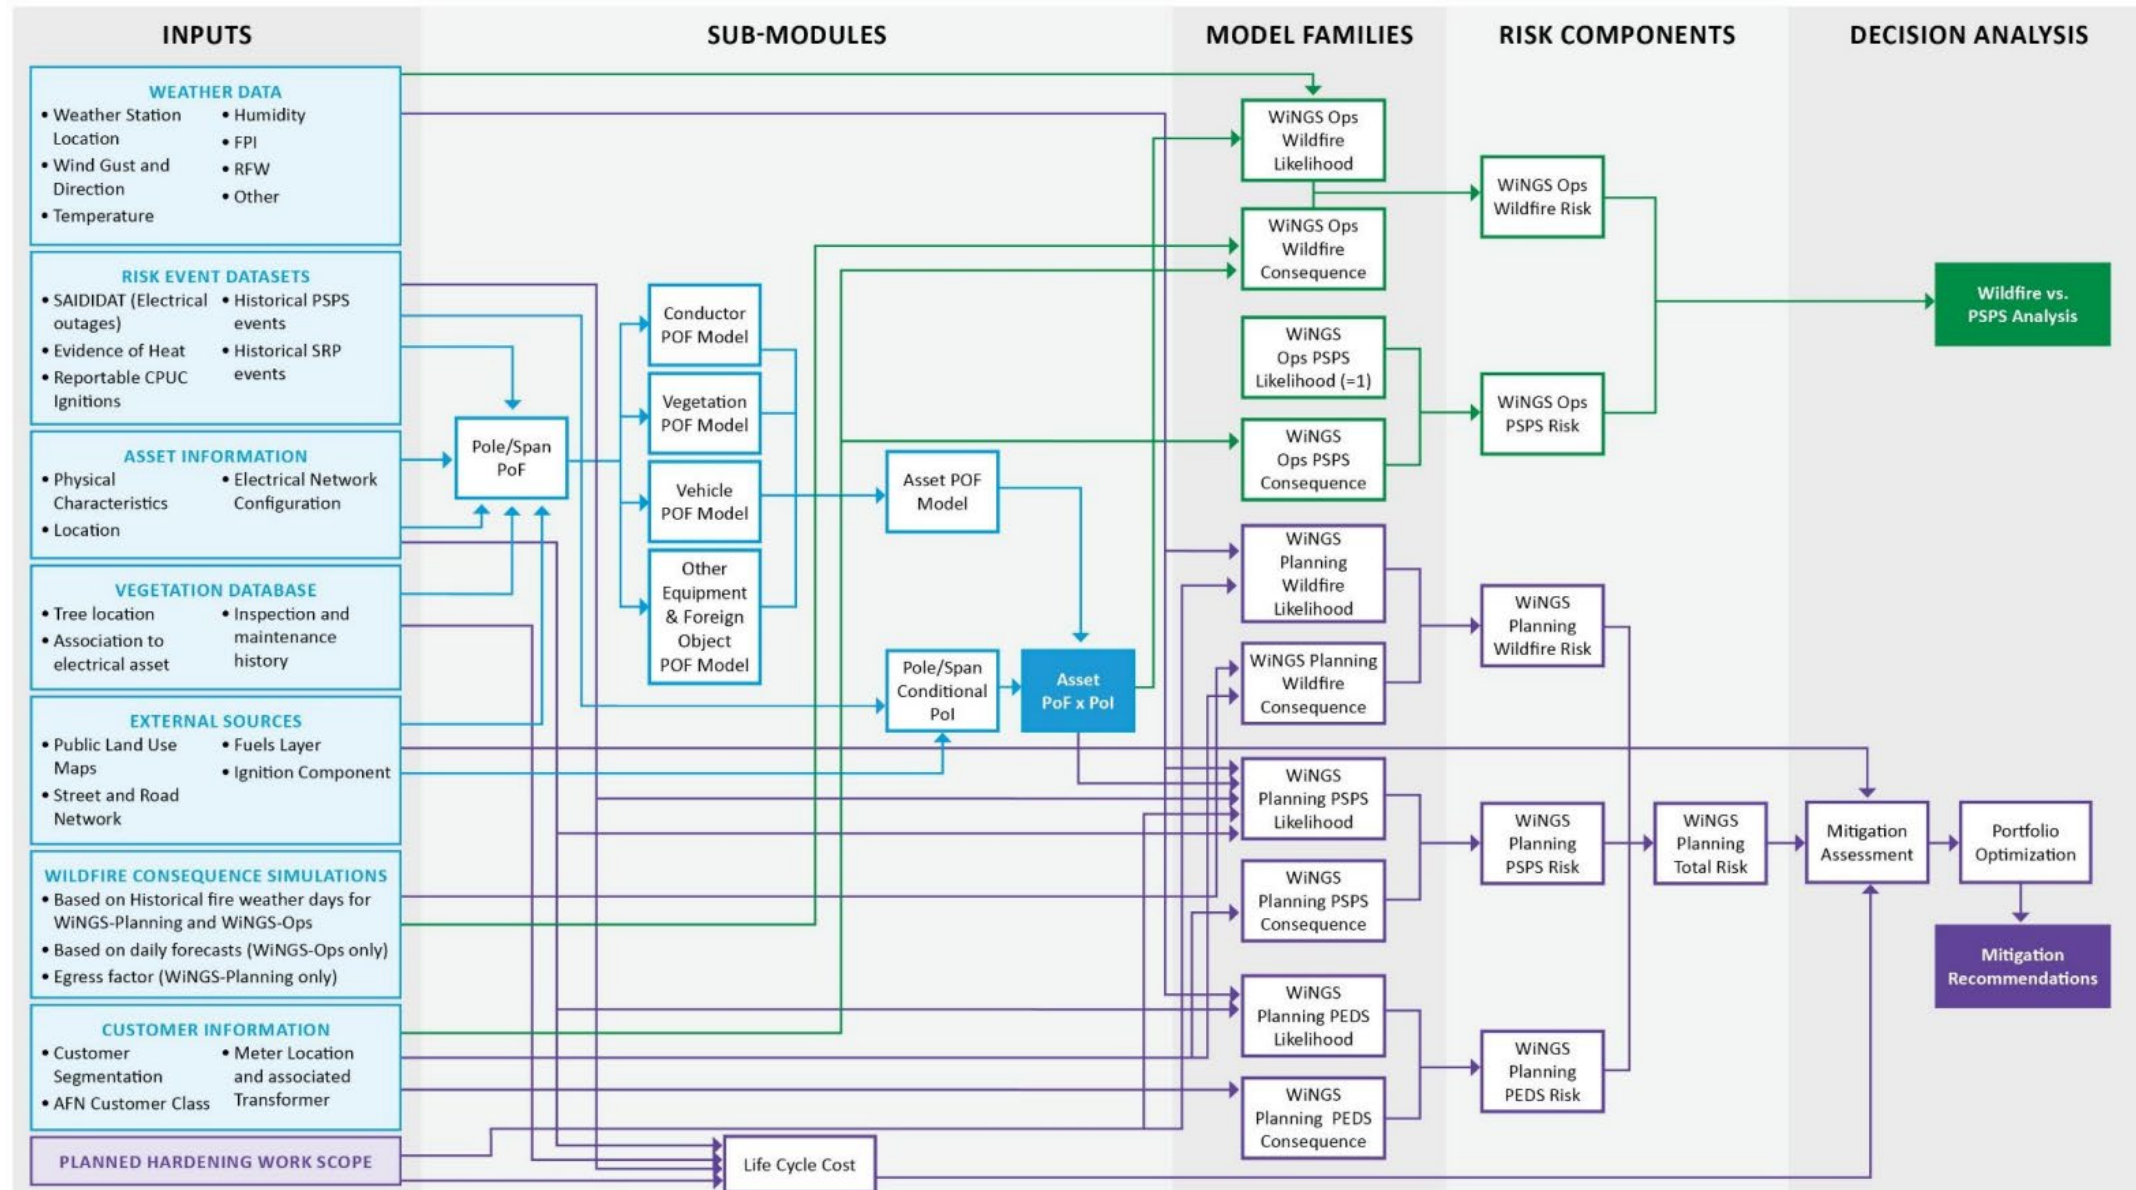 INPUTS
SUB-MODULES
MODEL FAMILIES
RISK COMPONENTS
DECISION ANALYSIS
WEATHER DATA
• Weather Station
Location
• Wind Gust and
Direction
• Temperature
• Humidity
• FPI
• RFW
• Other
RISK EVENT DATASETS
• SAIDIDAT (Electrical
outages)
• Evidence of Heat
• Reportable CPUC
Ignitions
• Historical PSPS
events
• Historical SRP
events
ASSET INFORMATION
• Physical
Characteristics
• Location
• Electrical Network
Configuration
VEGETATION DATABASE
• Tree location
• Association to
electrical asset
• Inspection and
maintenance
history
EXTERNAL SOURCES
• Public Land Use
Maps
• Street and Road
Network
• Fuels Layer
• Ignition Component
WILDFIRE CONSEQUENCE SIMULATIONS
• Based on Historical fire weather days for
WiNGS-Planning and WiNGS-Ops
• Based on daily forecasts (WiNGS-Ops only)
• Egress factor (WiNGS-Planning only)
CUSTOMER INFORMATION
• Customer
Segmentation
• AFN Customer Class
• Meter Location
and associated
Transformer
PLANNED HARDENING WORK SCOPE
Pole/Span
PoF
Conductor
POF Model
Vegetation
POF Model
Vehicle
POF Model
Other
Equipment
& Foreign
Object
POF Model
Asset POF
Model
Pole/Span
Conditional
PoI
Asset
PoF x PoI
Life Cycle Cost
WiNGS Ops
Wildfire
Likelihood
WiNGS Ops
Wildfire
Consequence
WiNGS
Ops PSPS
Likelihood (=1)
WiNGS
Ops PSPS
Consequence
WiNGS
Planning
Wildfire
Likelihood
WiNGS Planning
Wildfire
Consequence
WiNGS
Planning PSPS
Likelihood
WiNGS
Planning PSPS
Consequence
WiNGS
Planning PEDS
Likelihood
WiNGS
Planning PEDS
Consequence
WiNGS Ops
Wildfire Risk
WiNGS Ops
PSPS Risk
WiNGS
Planning
Wildfire Risk
WiNGS
Planning
PSPS Risk
WiNGS
Planning
PEDS Risk
WiNGS
Planning
Total Risk
Wildfire vs.
PSPS Analysis
Mitigation
Assessment
Portfolio
Optimization
Mitigation
Recommendations